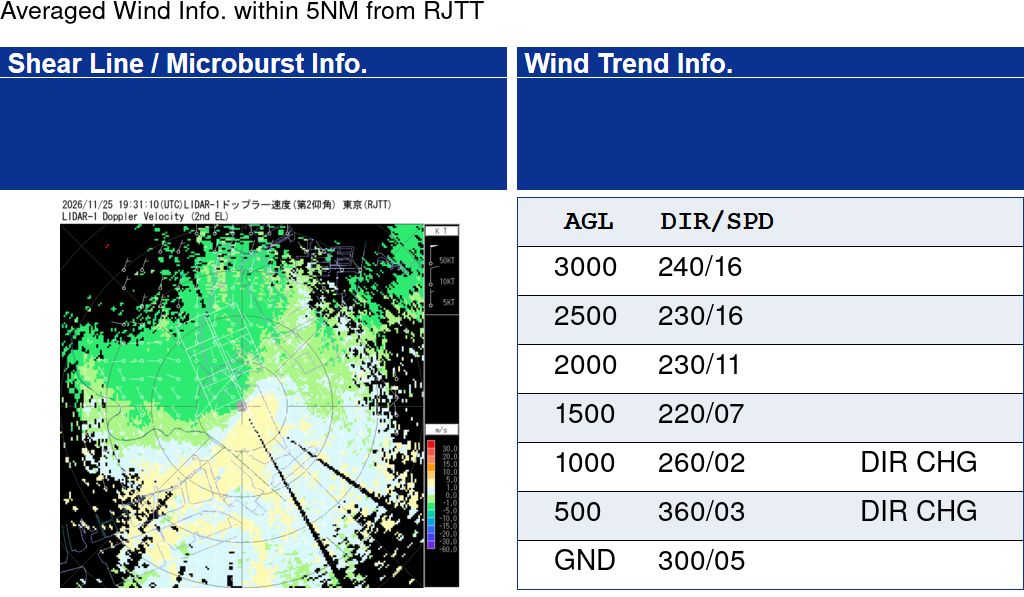 Averaged Wind Info. within 5NM from RJTT
Shear Line / Microburst Info.
Wind Trend Info.
2026/11/25 19:31:10(UTC)LIDAR-1ドップラー速度(第2仰角) 東京(RJTT)
LIDAR-1 Doppler Velocity (2nd EL)
KT
50KT
10KT
5KT
m/s
30.0
20.0
15.0
10.0
5.0
1.0
0.0
-1.0
-5.0
-10.0
-15.0
-20.0
-30.0
-60.0
AGL DIR/SPD
3000 240/16
2500 230/16
2000 230/11
1500 220/07
1000 260/02 DIR CHG
500 360/03 DIR CHG
GND 300/05